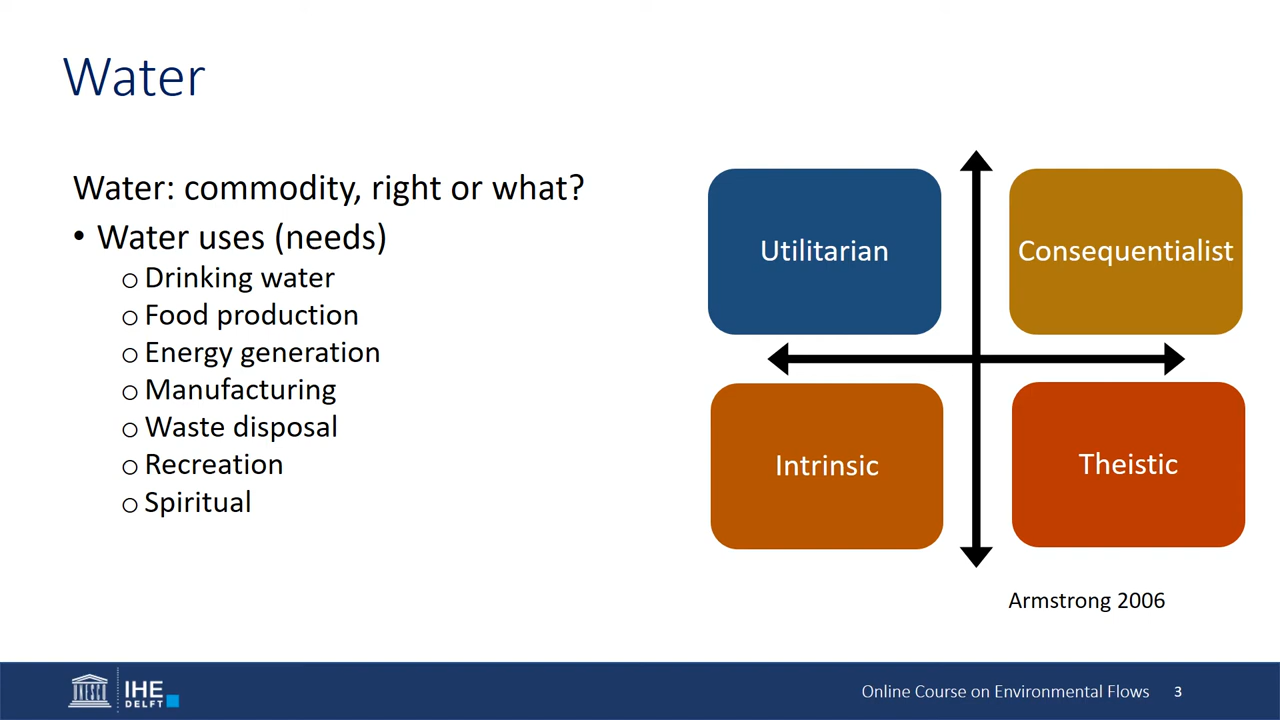 Water
Water: commodity, right or what?
• Water uses (needs)
o Drinking water
o Food production
o Energy generation
o Manufacturing
o Waste disposal
o Recreation
o Spiritual
Utilitarian
Consequentialist
Intrinsic
Theistic
Armstrong 2006
UNESCO
IHE
DELFT
Online Course on Environmental Flows 3